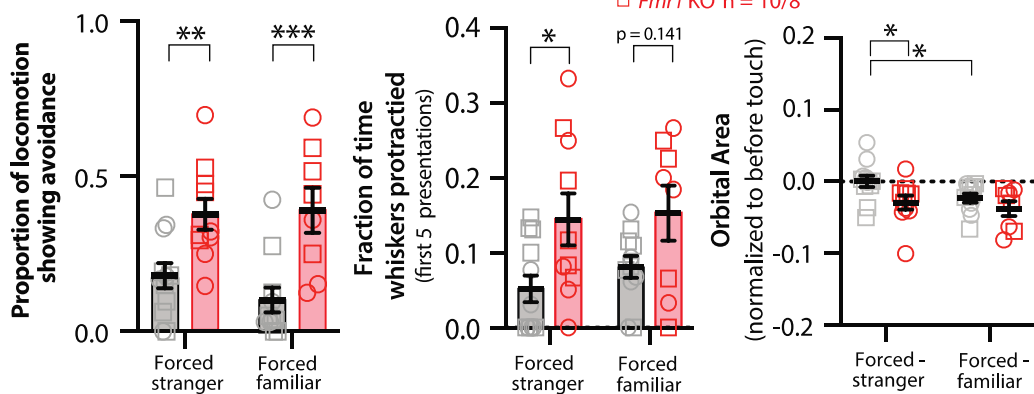 Fmr1 KO n = 10/8
Proportion of locomotion
showing avoidance
1.0
0.5
0.0
**
***
Forced
stranger
Forced
familiar
Fraction of time
whiskers protractied
(first 5 presentations)
0.4
0.3
0.2
0.1
0.0
*
p = 0.141
Forced
stranger
Forced
familiar
Orbital Area
(normalized to before touch)
0.2
0.1
0.0
-0.1
-0.2
*
*
Forced -
stranger
Forced -
familiar